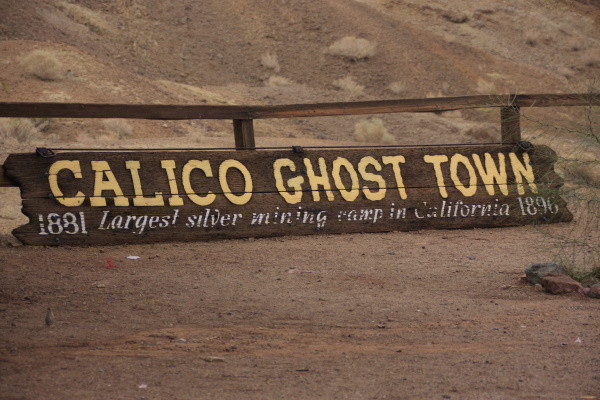 CALICO GHOST TOWN
1881 Largest silver mining camp in California 1896